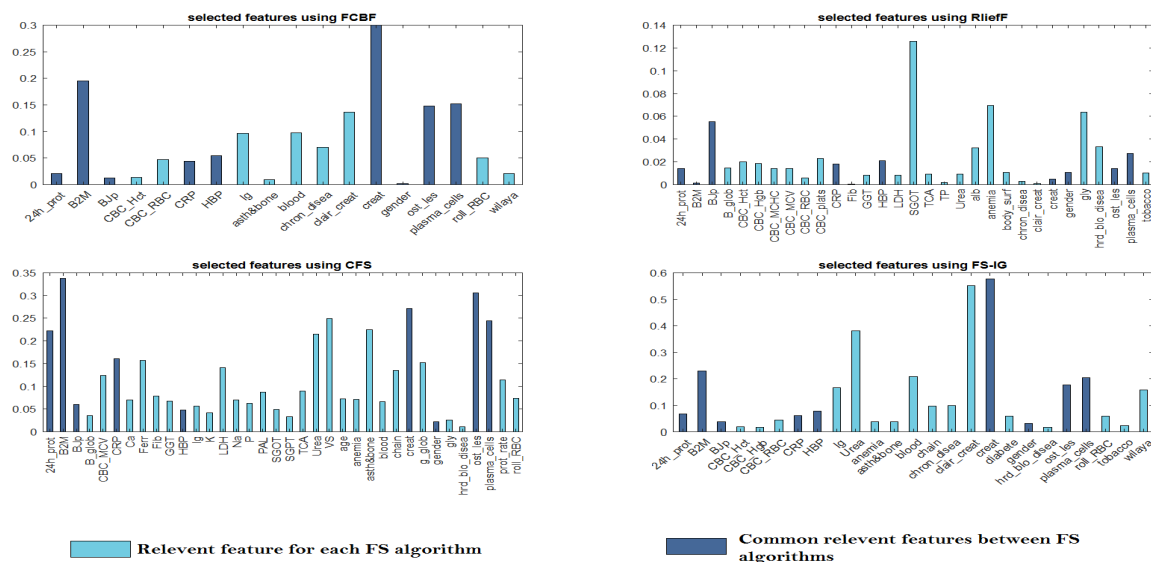 selected features using FCBF
0.3
0.25
0.2
0.15
0.1
0.05
0
24h_prot
B2M
BJp
CBC_Hct
CBC_RBC
CRP
HBP
Ig
asth&bone
blood
chron_disea
clair_creat
creat
gender
ost_les
plasma_cells
roll_RBC
wilaya
selected features using RliefF
0.14
0.12
0.1
0.08
0.06
0.04
0.02
0
24h_prot
B2M
BJp
B_glob
CBC_Hct
CBC_Hgb
CBC_MCHC
CBC_MCV
CBC_RBC
CBC_plats
CRP
Fib
GGT
HBP
LDH
SGOT
TCA
TP
Urea
alb
anemia
body_surf
chron_disea
clair_creat
creat
gender
gly
hrd_blo_disea
ost_les
plasma_cells
tobacco
selected features using CFS
0.35
0.3
0.25
0.2
0.15
0.1
0.05
0
24h_prot
B2M
BJp
B_glob
CBC_MCV
CRP
Ca
Ferr
Fib
GGT
HBP
Ig
K
LDH
Na
P
PAL
SGOT
SGPT
TCA
Urea
VS
age
anemia
asth&bone
blood
chain
creat
g_glob
gender
gly
hrd_blo_disea
ost_les
plasma_cells
prot_rate
roll_RBC
selected features using FS-IG
0.6
0.5
0.4
0.3
0.2
0.1
0
24h_prot
B2M
BJp
CBC_Hct
CBC_Hgb
CBC_RBC
CRP
HBP
Ig
Urea
anemia
asth&bone
blood
chain
chron_disea
clair_creat
creat
diabete
gender
hrd_blo_disea
ost_les
plasma_cells
roll_RBC
tobacco
wilaya
Relevent feature for each FS algorithm
Common relevent features between FS
algorithms